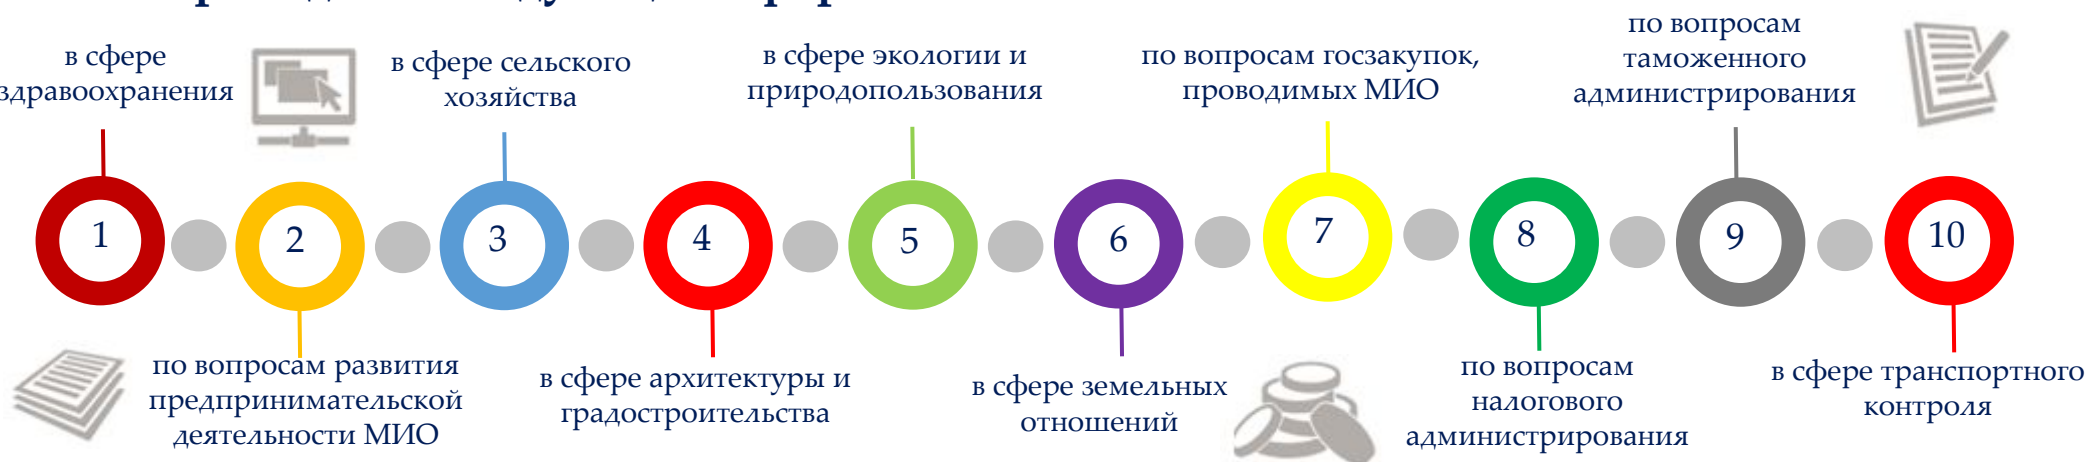 в сфере
здравоохранения
в сфере сельского
хозяйства
в сфере экологии и
природопользования
по вопросам госзакупок,
проводимых МИО
по вопросам
таможенного
администрирования
1
2
3
4
5
6
7
8
9
10
по вопросам развития
предпринимательской
деятельности МИО
в сфере архитектуры и
градостроительства
в сфере земельных
отношений
по вопросам
налогового
администрирования
в сфере транспортного
контроля